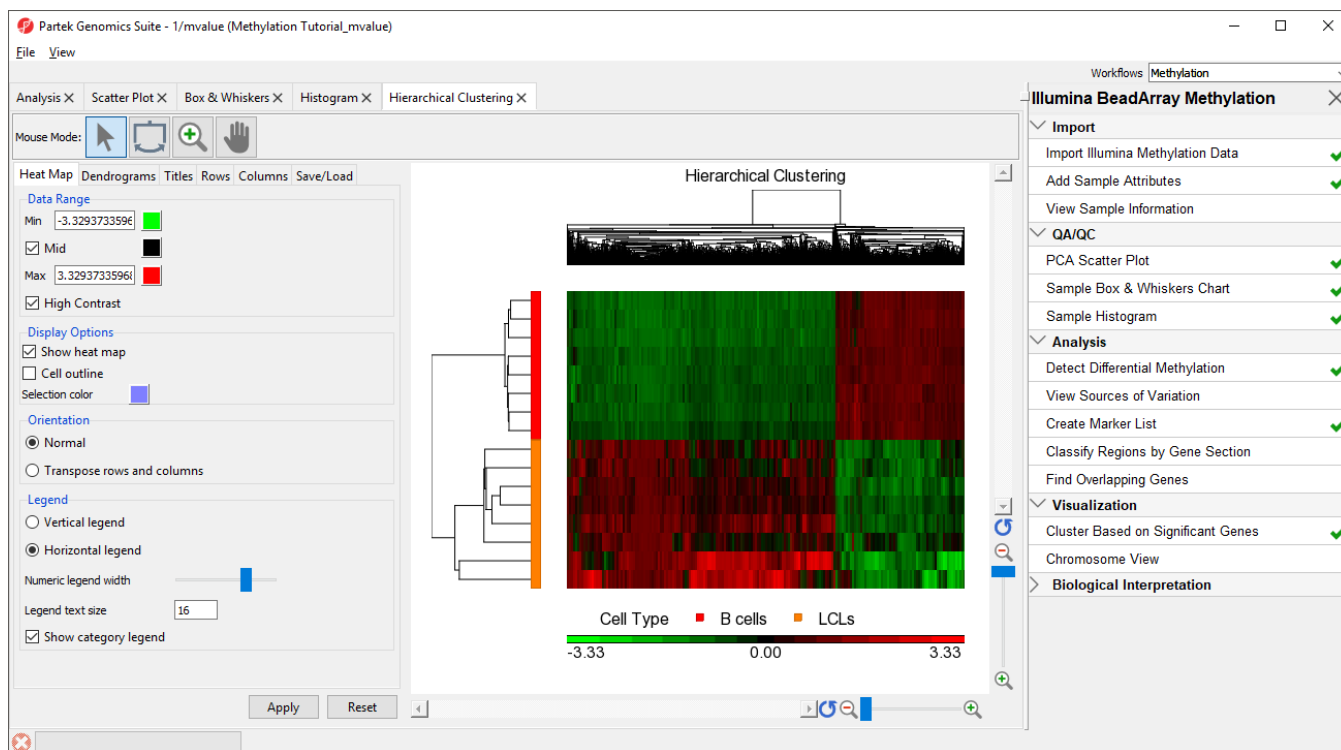 Partek Genomics Suite - 1/mvalue (Methylation Tutorial_mvalue)
File View
Workflows Methylation
Analysis Scatter Plot Box & Whiskers Histogram Hierarchical Clustering
Mouse Mode:
Heat Map Dendrograms Titles Rows Columns Save/Load
Data Range
Min -3.3293733596
Mid
Max 3.3293733596
High Contrast
Display Options
Show heat map
Cell outline
Selection color
Orientation
Normal
Transpose rows and columns
Legend
Vertical legend
Horizontal legend
Numeric legend width
Legend text size 16
Show category legend
Apply Reset
Hierarchical Clustering
Cell Type B cells LCLs
-3.33 0.00 3.33
Illumina BeadArray Methylation
Import
Import Illumina Methylation Data
Add Sample Attributes
View Sample Information
QA/QC
PCA Scatter Plot
Sample Box & Whiskers Chart
Sample Histogram
Analysis
Detect Differential Methylation
View Sources of Variation
Create Marker List
Classify Regions by Gene Section
Find Overlapping Genes
Visualization
Cluster Based on Significant Genes
Chromosome View
Biological Interpretation